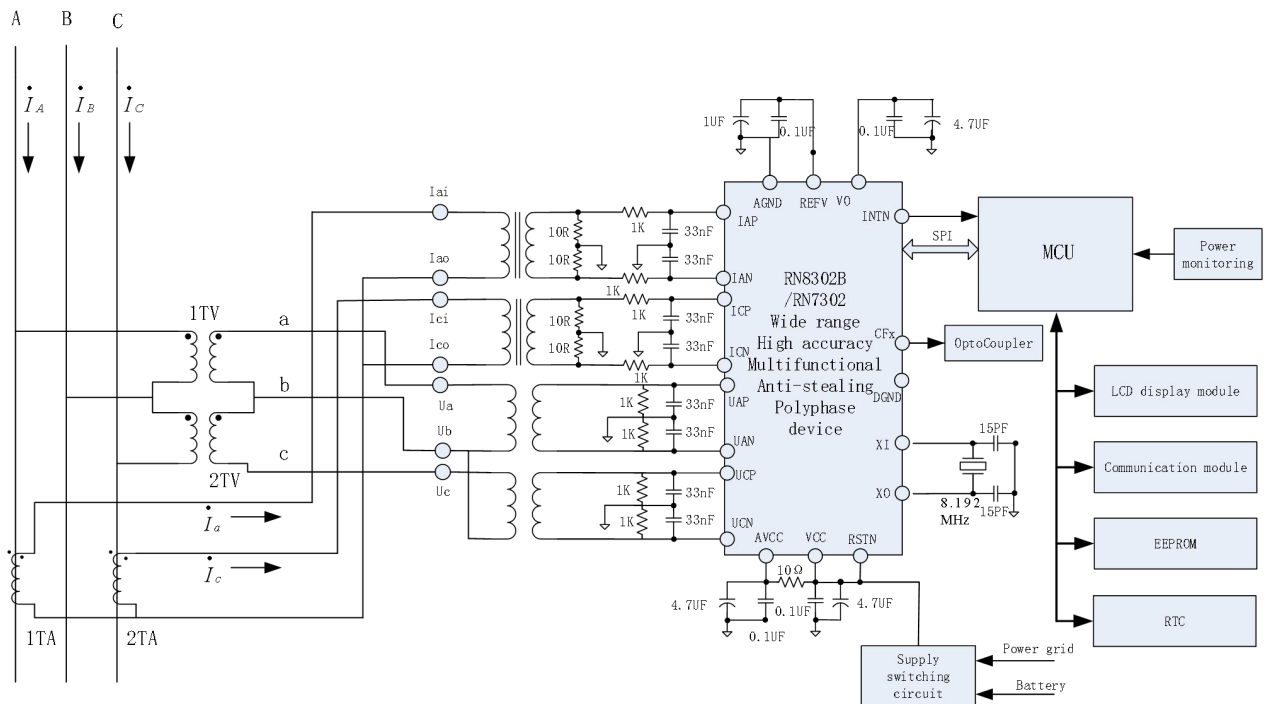 A
B
C
İA
İB
İC
1TV
a
b
2TV
c
İa
İc
1TA
2TA
Iai
Iao
Ici
Ico
Ua
Ub
Uc
10R
10R
1K
33nF
33nF
1K
1K
10R
10R
33nF
33nF
1K
1K
1K
33nF
33nF
1K
1K
33nF
33nF
1UF
0.1UF
0.1UF
4.7UF
AGND
REFV
VO
IAP
IAN
ICP
ICN
UAP
UAN
UCP
UCN
INTN
CFx
DGND
XI
XO
AVCC
VCC
RSTN
RN8302B
/RN7302
Wide range
High accuracy
Multifunctional
Anti-stealing
Polyphase
device
SPI
MCU
Power
monitoring
OptoCoupler
LCD display module
Communication module
EEPROM
RTC
15PF
8.192
MHz
15PF
10Ω
4.7UF
0.1UF
0.1UF
4.7UF
Supply
switching
circuit
Power grid
Battery